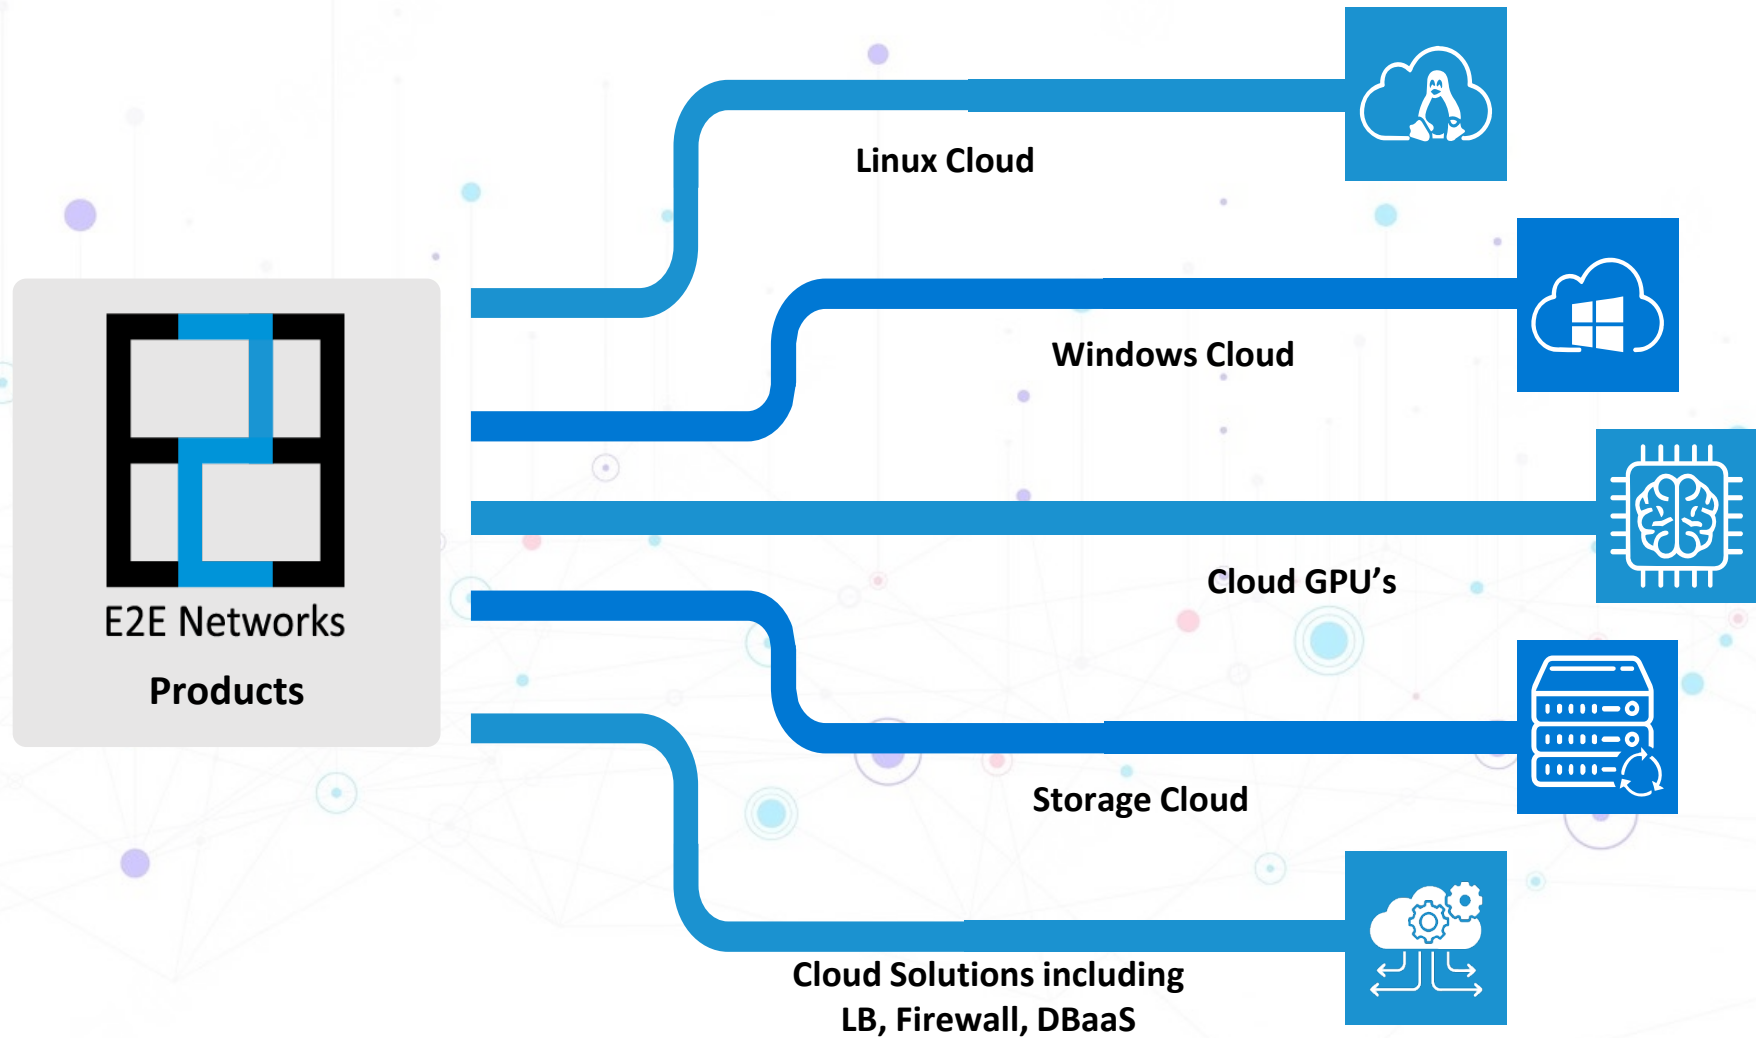 Linux Cloud
Windows Cloud
E2E Networks
Products
Cloud GPU’s
Storage Cloud
Cloud Solutions including
LB, Firewall, DBaaS